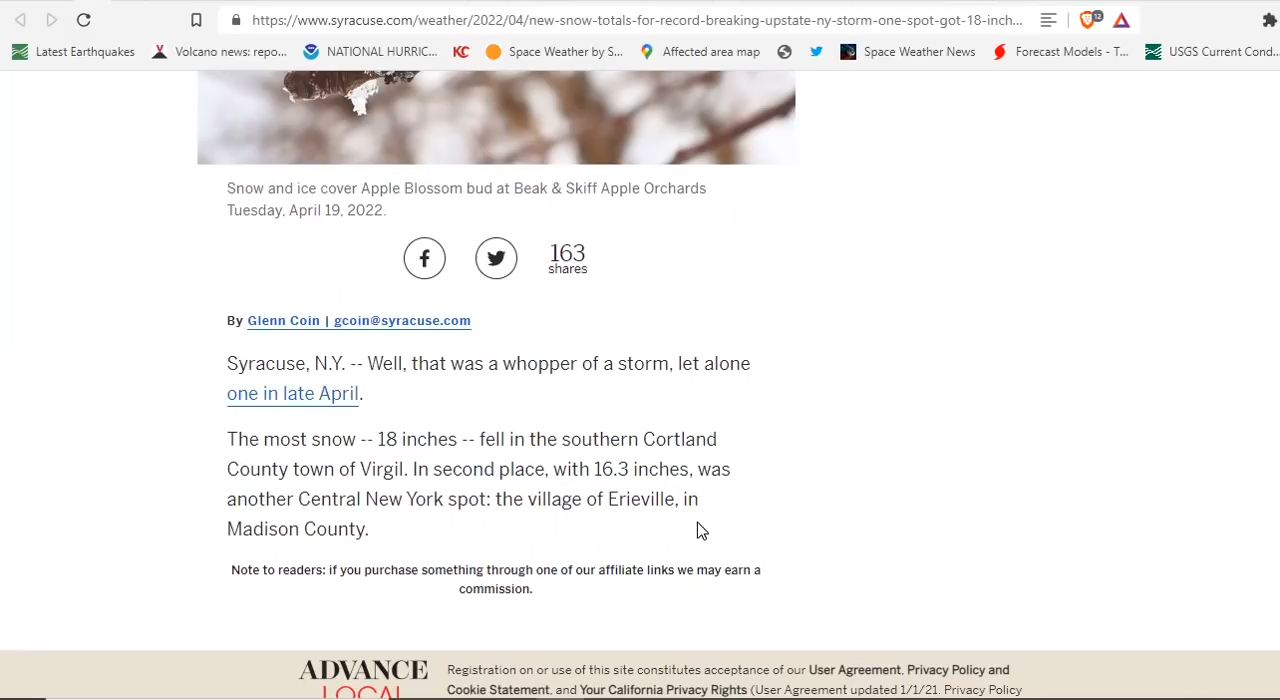 https://www.syracuse.com/weather/2022/04/new-snow-totals-for-record-breaking-upstate-ny-storm-one-spot-got-18-inch...
12
Latest Earthquakes Volcano news: repo... NATIONAL HURRIC... KC Space Weather by S... Affected area map Space Weather News Forecast Models - T... USGS Current Cond...
Snow and ice cover Apple Blossom bud at Beak & Skiff Apple Orchards
Tuesday, April 19, 2022.
163
shares
By Glenn Coin | gcoin@syracuse.com
Syracuse, N.Y. -- Well, that was a whopper of a storm, let alone
one in late April.
The most snow -- 18 inches -- fell in the southern Cortland
County town of Virgil. In second place, with 16.3 inches, was
another Central New York spot: the village of Erieville, in
Madison County.
Note to readers: if you purchase something through one of our affiliate links we may earn a
commission.
ADVANCE
LOCAL
Registration on or use of this site constitutes acceptance of our User Agreement, Privacy Policy and
Cookie Statement, and Your California Privacy Rights (User Agreement updated 1/1/21. Privacy Policy